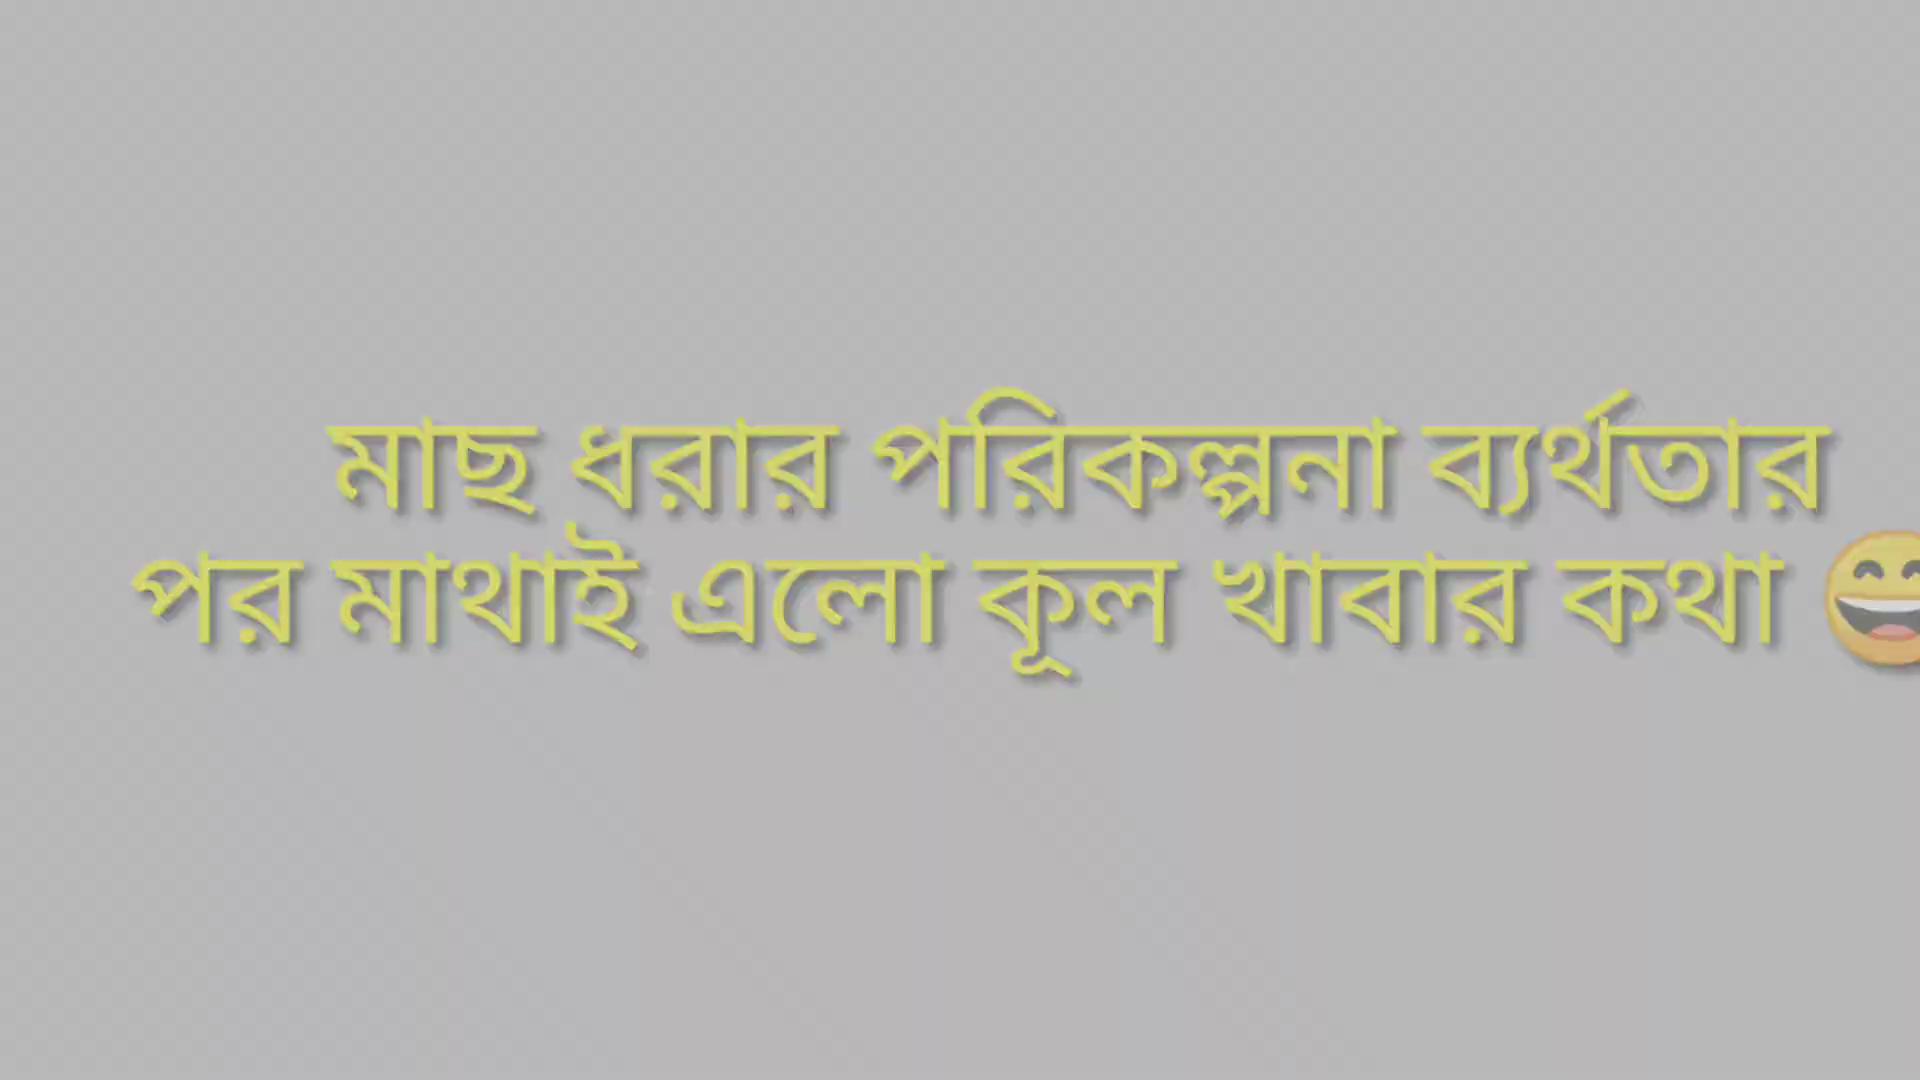 মাছ ধরার পরিকল্পনা ব্যর্থতার
পর মাথাই এলো কূল খাবার কথা 😄